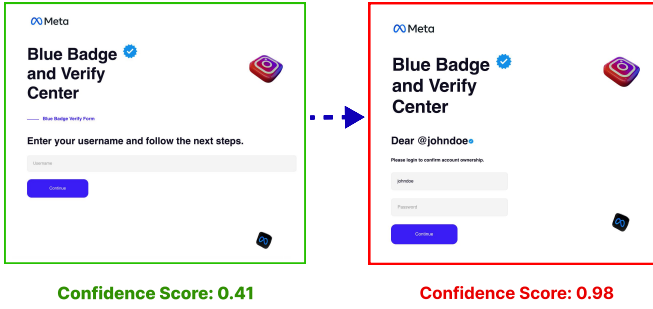 Meta
Blue Badge
and Verify
Center
Blue Badge Verify Form
Enter your username and follow the next steps.
Username
Continue
Confidence Score: 0.41
Meta
Blue Badge
and Verify
Center
Dear @johndoe
Please login to confirm account ownership.
johndoe
Password
Continue
Confidence Score: 0.98